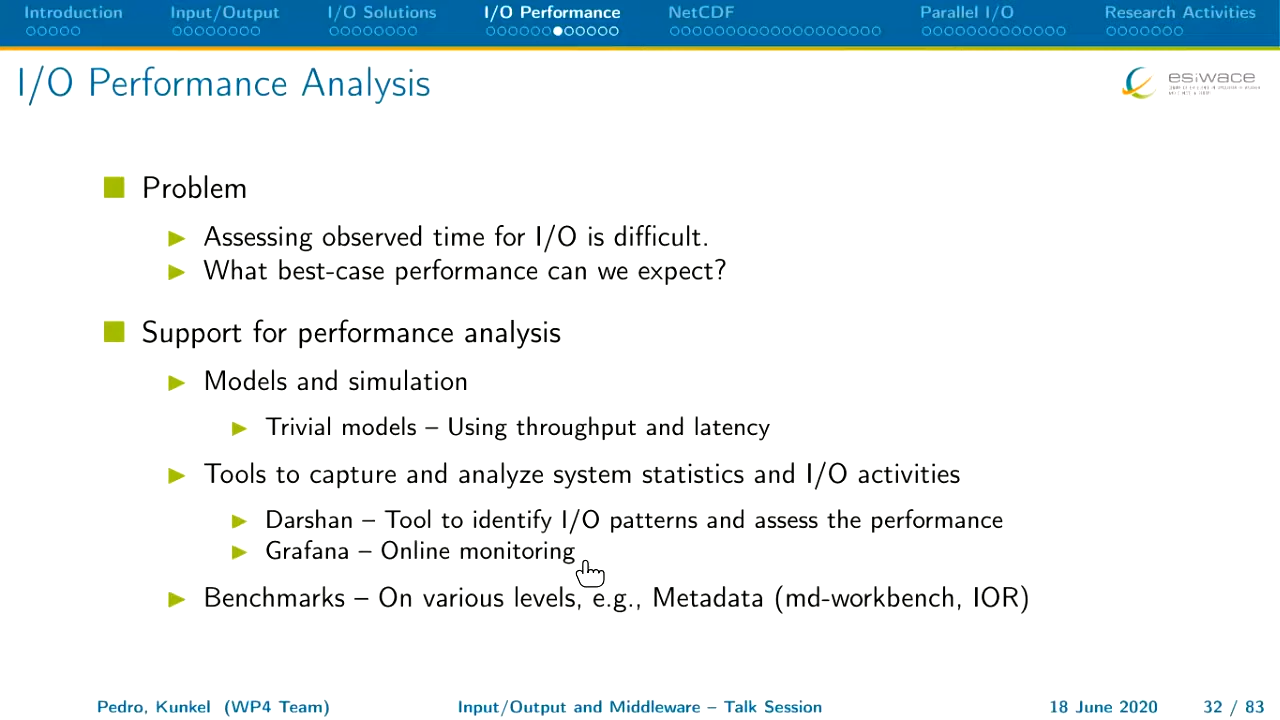 Introduction Input/Output I/O Solutions I/O Performance NetCDF Parallel I/O Research Activities
I/O Performance Analysis
esiwace
Problem
Assessing observed time for I/O is difficult.
What best-case performance can we expect?
Support for performance analysis
Models and simulation
Trivial models – Using throughput and latency
Tools to capture and analyze system statistics and I/O activities
Darshan – Tool to identify I/O patterns and assess the performance
Grafana – Online monitoring
Benchmarks – On various levels, e.g., Metadata (md-workbench, IOR)
Pedro, Kunkel (WP4 Team) Input/Output and Middleware – Talk Session 18 June 2020 32 / 83